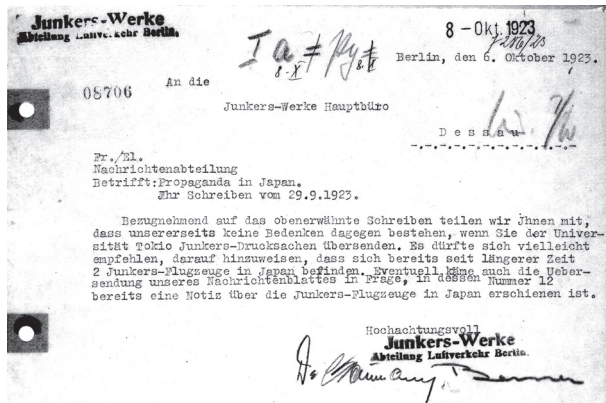 Junkers-Werke
Abteilung Luftverkehr Berlin.
8 - Okt. 1923
Berlin, den 6. Oktober 1923.
An die
08706
Junkers-Werke Hauptbüro
Dessau
Fr./El.
Nachrichtenabteilung
Betrifft: Propaganda in Japan.
Jhr Schreiben vom 29.9.1923.
Bezugnehmend auf das obenerwähnte Schreiben teilen wir Jhnen mit,
dass unsererseits keine Bedenken dagegen bestehen, wenn Sie der Univer-
sität Tokio Junkers-Drucksachen übersenden. Es dürfte sich vielleicht
empfehlen, darauf hinzuweisen, dass sich bereits seit längerer Zeit
2 Junkers-Flugzeuge in Japan befinden. Eventuell käme auch die Ueber-
sendung unseres Nachrichtenblattes in Frage, in dessen Nummer 12
bereits eine Notiz über die Junkers-Flugzeuge in Japan erschienen ist.
Hochachtungsvoll
Junkers-Werke
Abteilung Luftverkehr Berlin.